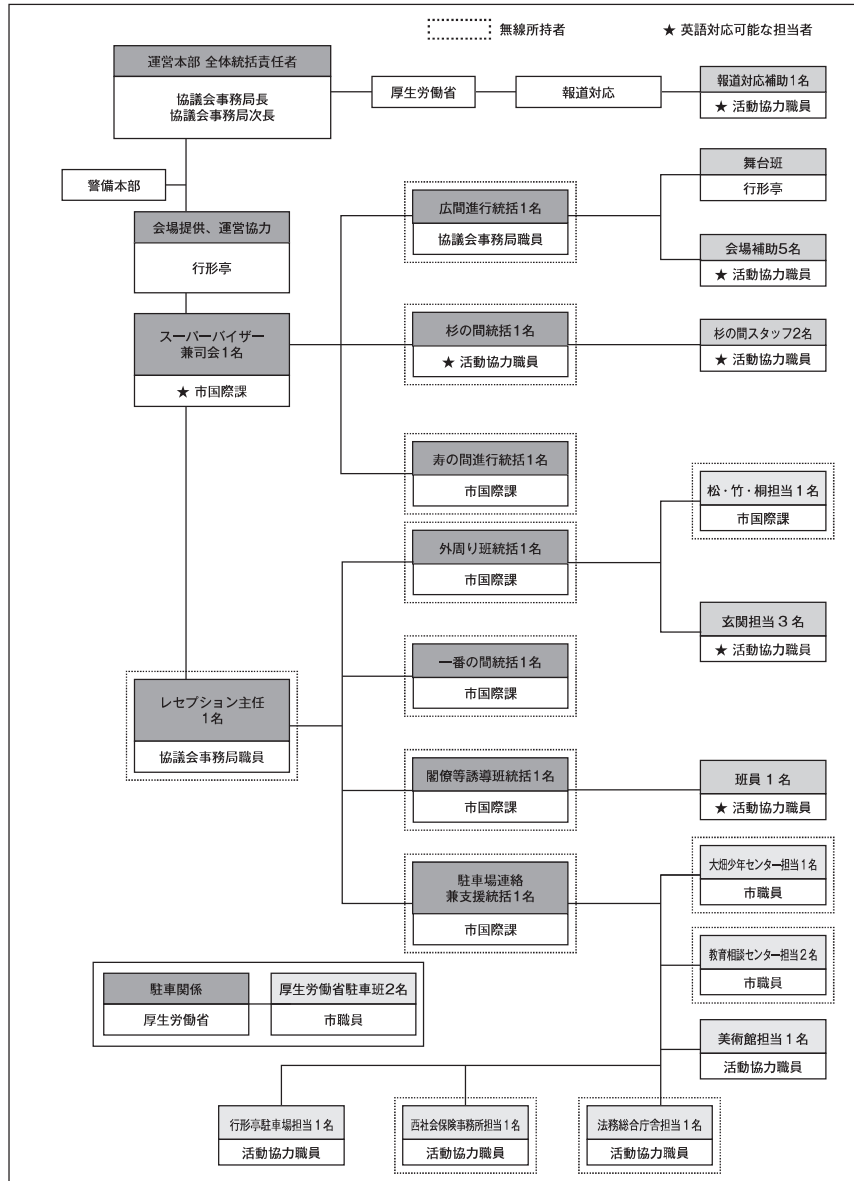 無線所持者
★ 英語対応可能な担当者
運営本部 全体統括責任者
協議会事務局長
協議会事務局次長
厚生労働省
報道対応
報道対応補助1名
★ 活動協力職員
警備本部
会場提供、運営協力
行形亭
広間進行統括1名
協議会事務局職員
舞台班
行形亭
会場補助5名
★ 活動協力職員
スーパーバイザー
兼司会1名
★ 市国際課
杉の間統括1名
★ 活動協力職員
杉の間スタッフ2名
★ 活動協力職員
寿の間進行統括1名
市国際課
外周り班統括1名
市国際課
松・竹・桐担当1名
市国際課
玄関担当3名
★ 活動協力職員
一番の間統括1名
市国際課
レセプション主任
1名
協議会事務局職員
閣僚等誘導班統括1名
市国際課
班員1名
★ 活動協力職員
駐車場連絡
兼支援統括1名
市国際課
大畑少年センター担当1名
市職員
教育相談センター担当2名
市職員
美術館担当1名
活動協力職員
駐車関係
厚生労働省
厚生労働省駐車班2名
市職員
行形亭駐車場担当1名
活動協力職員
西社会保険事務所担当1名
活動協力職員
法務総合庁舎担当1名
活動協力職員